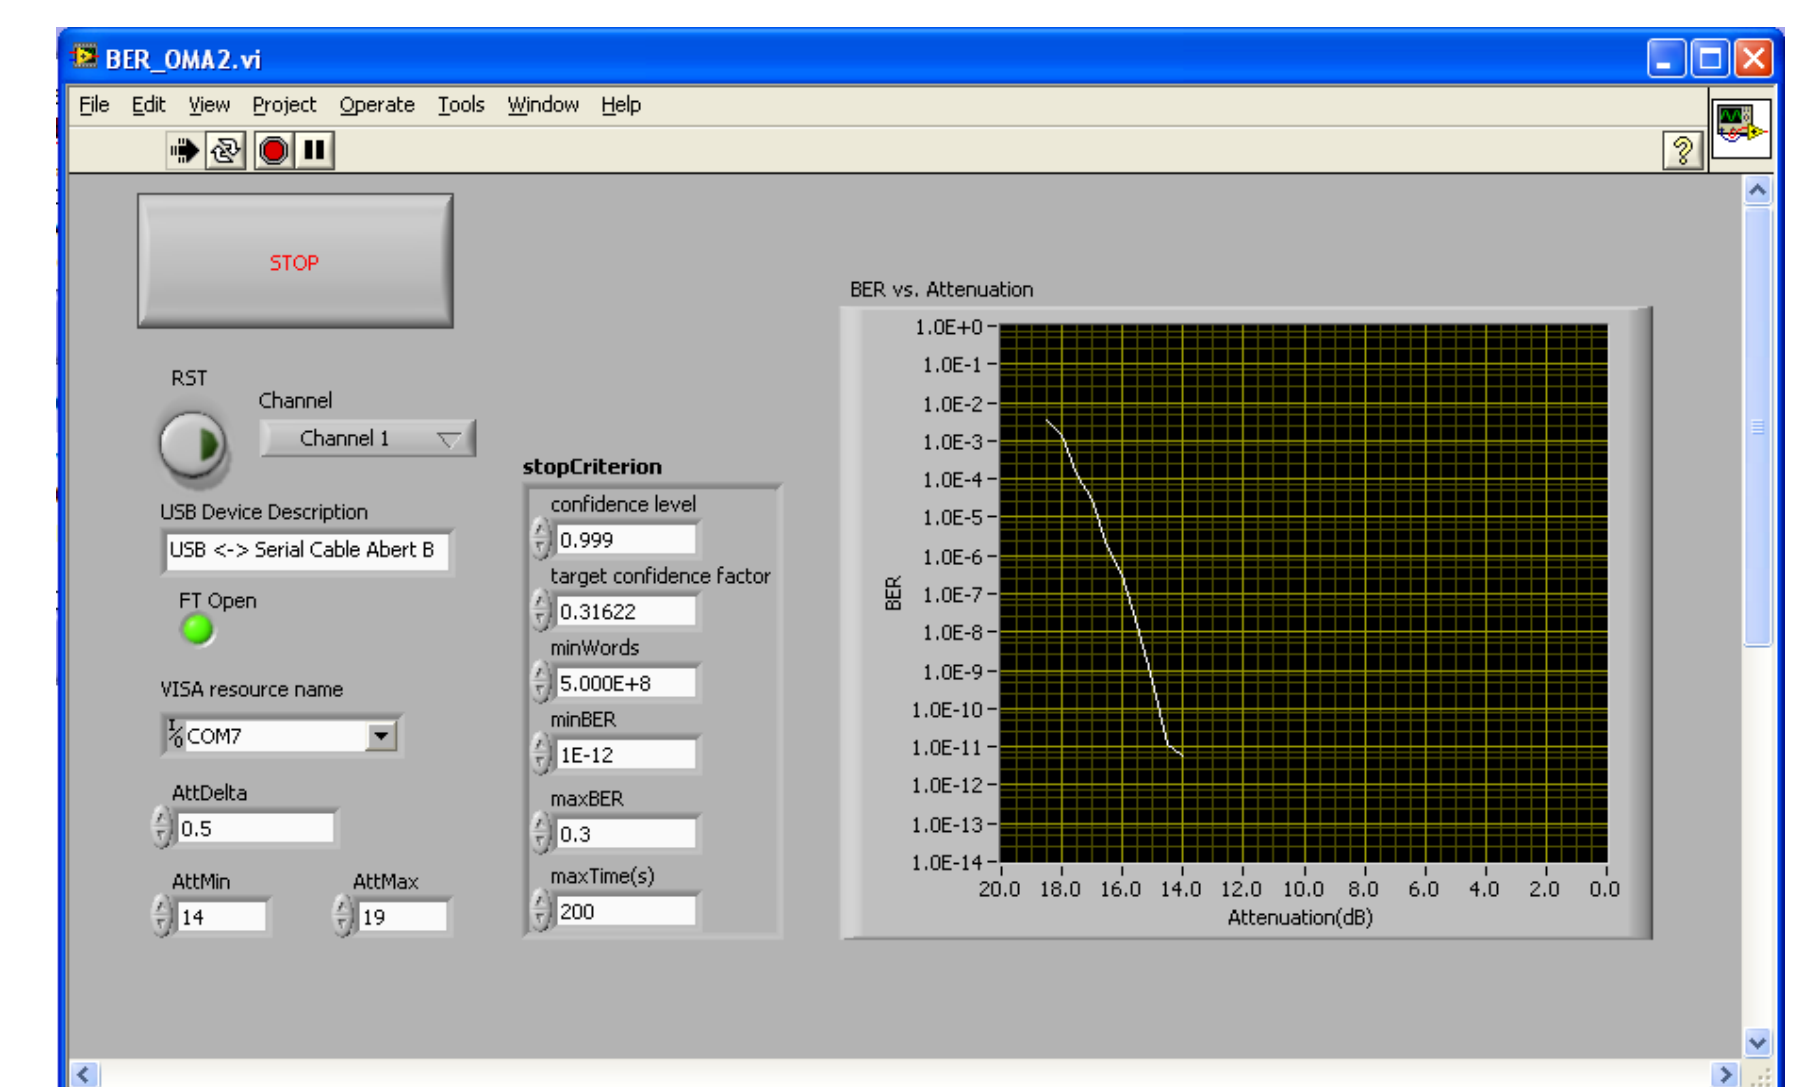 BER_OMA2.vi
File Edit View Project Operate Tools Window Help
STOP
RST
Channel
Channel 1
USB Device Description
USB <-> Serial Cable Abert B
FT Open
VISA resource name
COM7
AttDelta
0.5
AttMin
14
AttMax
19
stopCriterion
confidence level
0.999
target confidence factor
0.31622
minWords
5.000E+8
minBER
1E-12
maxBER
0.3
maxTime(s)
200
BER vs. Attenuation
BER
1.0E+0
1.0E-1
1.0E-2
1.0E-3
1.0E-4
1.0E-5
1.0E-6
1.0E-7
1.0E-8
1.0E-9
1.0E-10
1.0E-11
1.0E-12
1.0E-13
1.0E-14
20.0 18.0 16.0 14.0 12.0 10.0 8.0 6.0 4.0 2.0 0.0
Attenuation(dB)